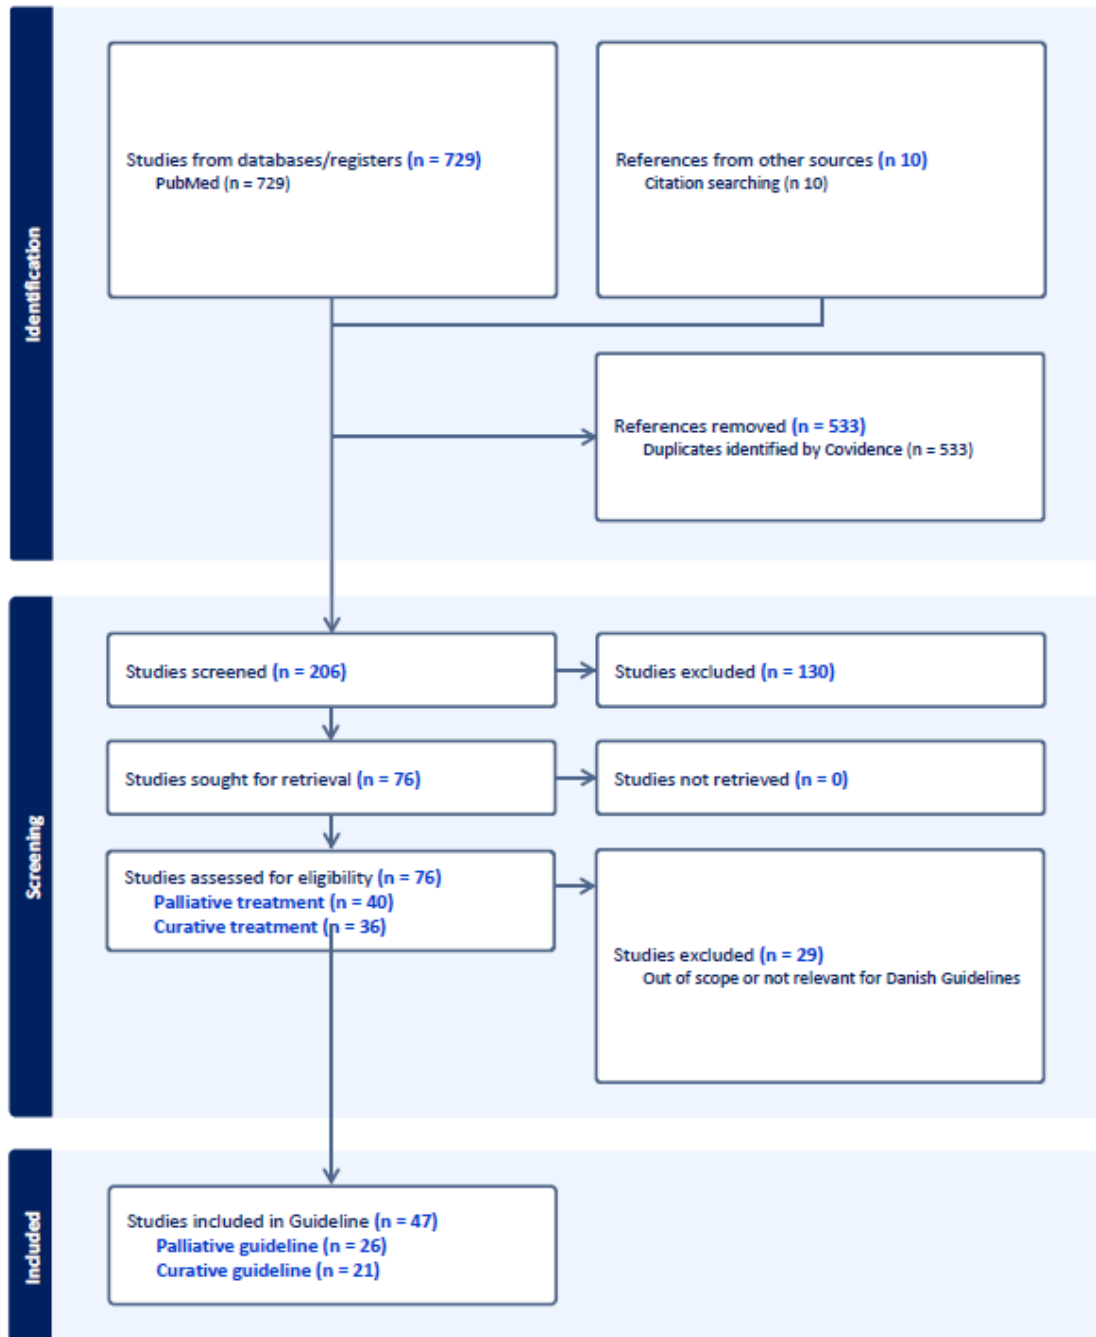 Identification
Studies from databases/registers (n = 729)
PubMed (n = 729)
References from other sources (n 10)
Citation searching (n 10)
References removed (n = 533)
Duplicates identified by Covidence (n = 533)
Screening
Studies screened (n = 206)
Studies excluded (n = 130)
Studies sought for retrieval (n = 76)
Studies not retrieved (n = 0)
Studies assessed for eligibility (n = 76)
Palliative treatment (n = 40)
Curative treatment (n = 36)
Studies excluded (n = 29)
Out of scope or not relevant for Danish Guidelines
Included
Studies included in Guideline (n = 47)
Palliative guideline (n = 26)
Curative guideline (n = 21)